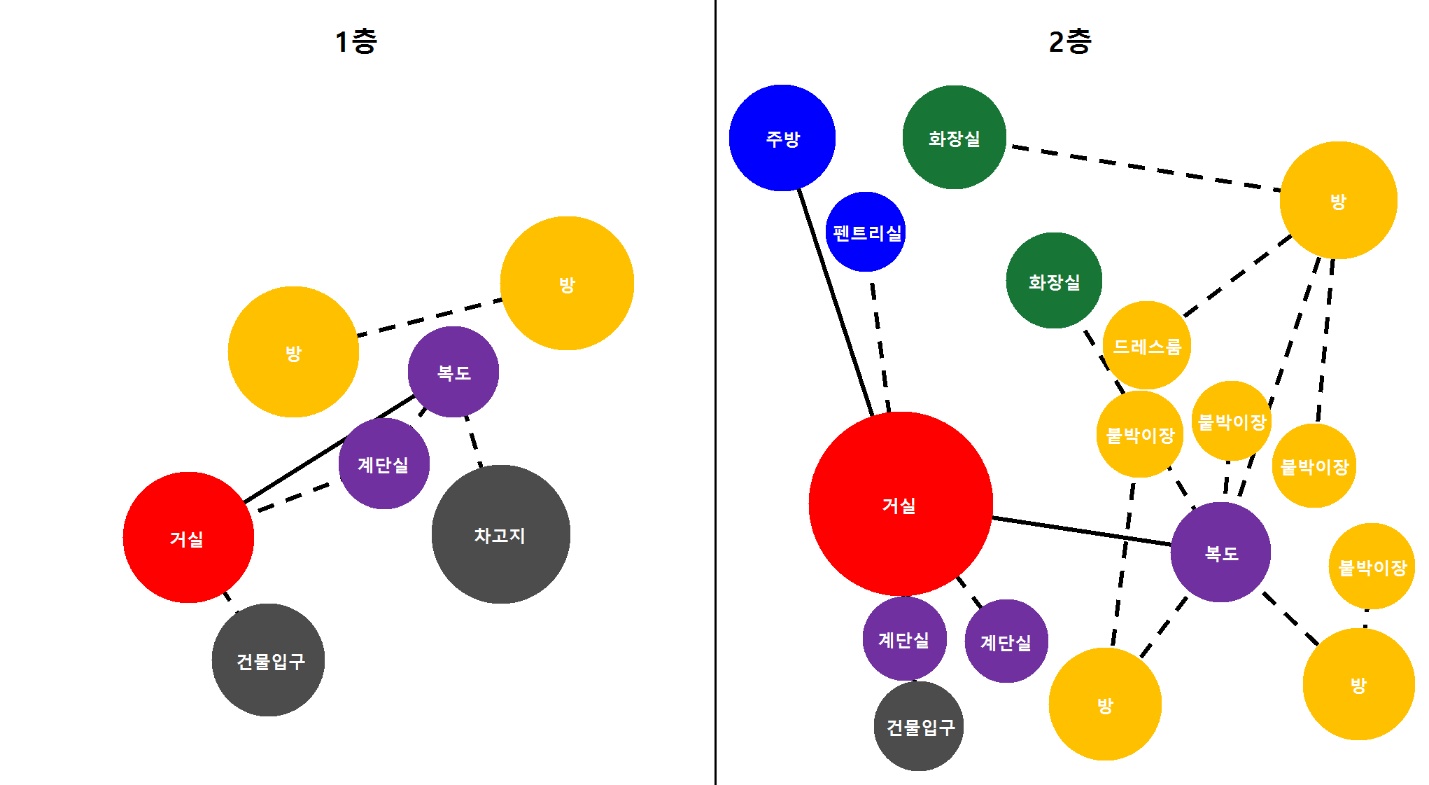 1층
방
방
복도
계단실
거실
차고지
건물입구
2층
주방
화장실
방
펜트리실
화장실
드레스룸
붙박이장
붙박이장
붙박이장
거실
복도
붙박이장
계단실
계단실
방
방
건물입구